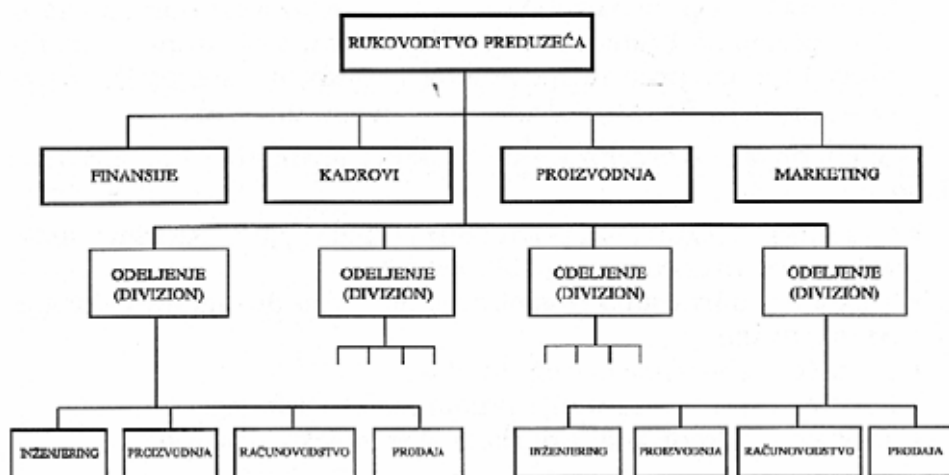 RUKOVODSTVO PREDUZEĆA
FINANSIJE
KADROVI
PROIZVODNJA
MARKETING
ODELJENJE
(DIVIZION)
ODELJENJE
(DIVIZION)
ODELJENJE
(DIVIZION)
ODELJENJE
(DIVIZION)
INŽENJERING
PROIZVODNJA
RAČUNOVODSTVO
PRODAJA
INŽENJERING
PROIZVODNJA
RAČUNOVODSTVO
PRODAJA